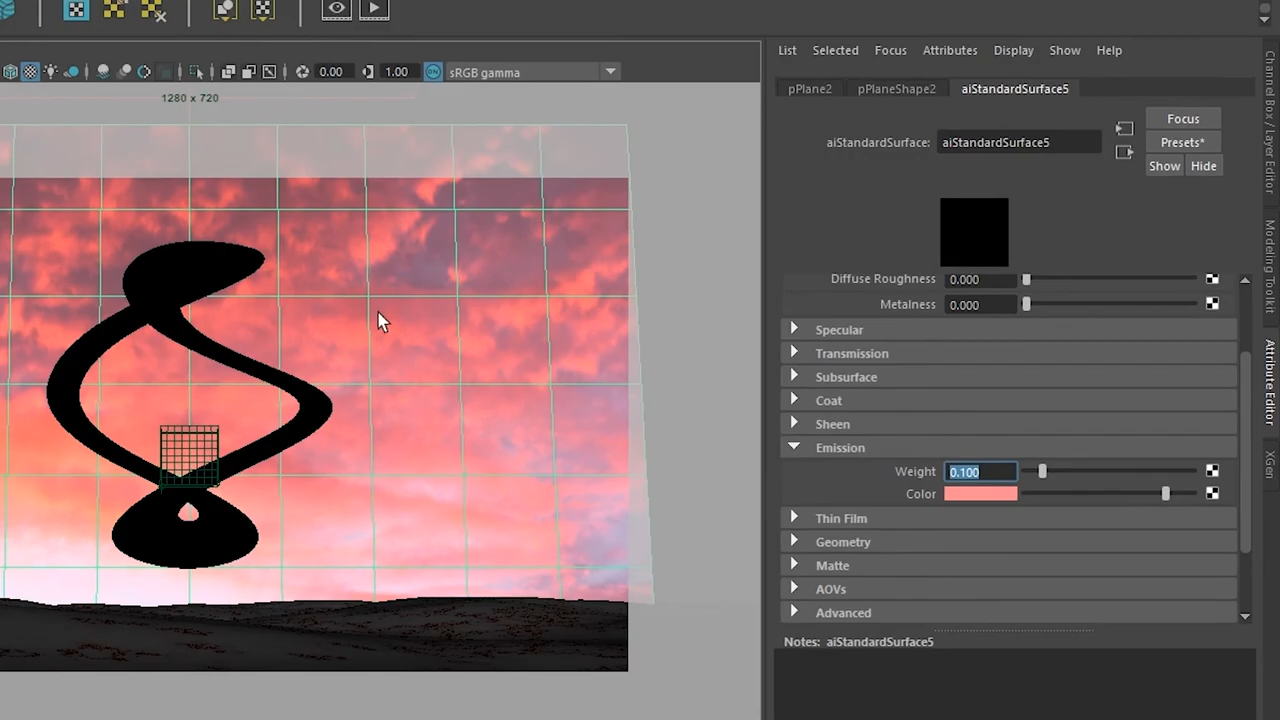 List Selected Focus Attributes Display Show Help
0.00 1.00 ON sRGB gamma
1280 x 720
pPlane2 pPlaneShape2 aiStandardSurface5
Focus
aiStandardSurface: aiStandardSurface5
Presets*
Show Hide
Diffuse Roughness 0.000
Metalness 0.000
Specular
Transmission
Subsurface
Coat
Sheen
Emission
Weight 0.100
Color
Thin Film
Geometry
Matte
AOVs
Advanced
Notes: aiStandardSurface5
Channel Box / Layer Editor
Modeling Toolkit
Attribute Editor
XGen